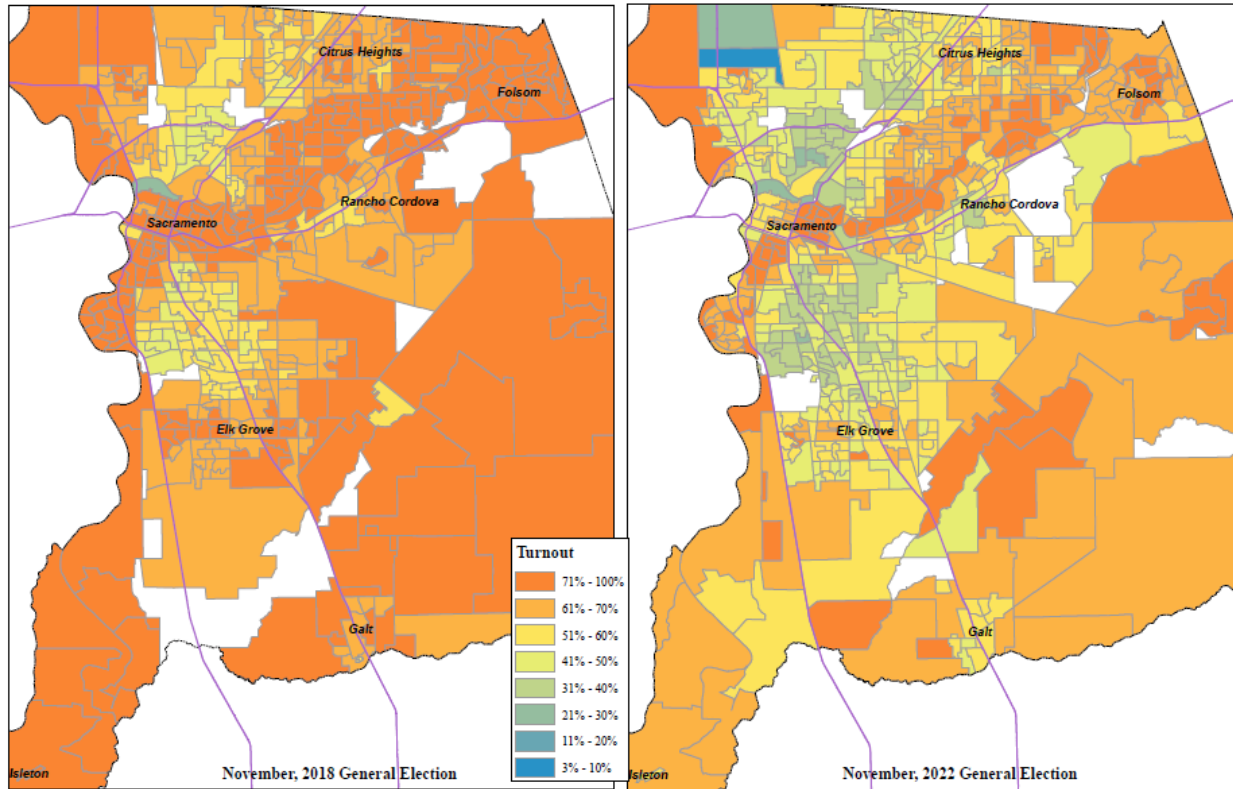 Citrus Heights
Folsom
Rancho Cordova
Sacramento
Elk Grove
Galt
Isleton
November, 2018 General Election
Turnout
71% - 100%
61% - 70%
51% - 60%
41% - 50%
31% - 40%
21% - 30%
11% - 20%
3% - 10%
Citrus Heights
Folsom
Rancho Cordova
Sacramento
Elk Grove
Galt
Isleton
November, 2022 General Election